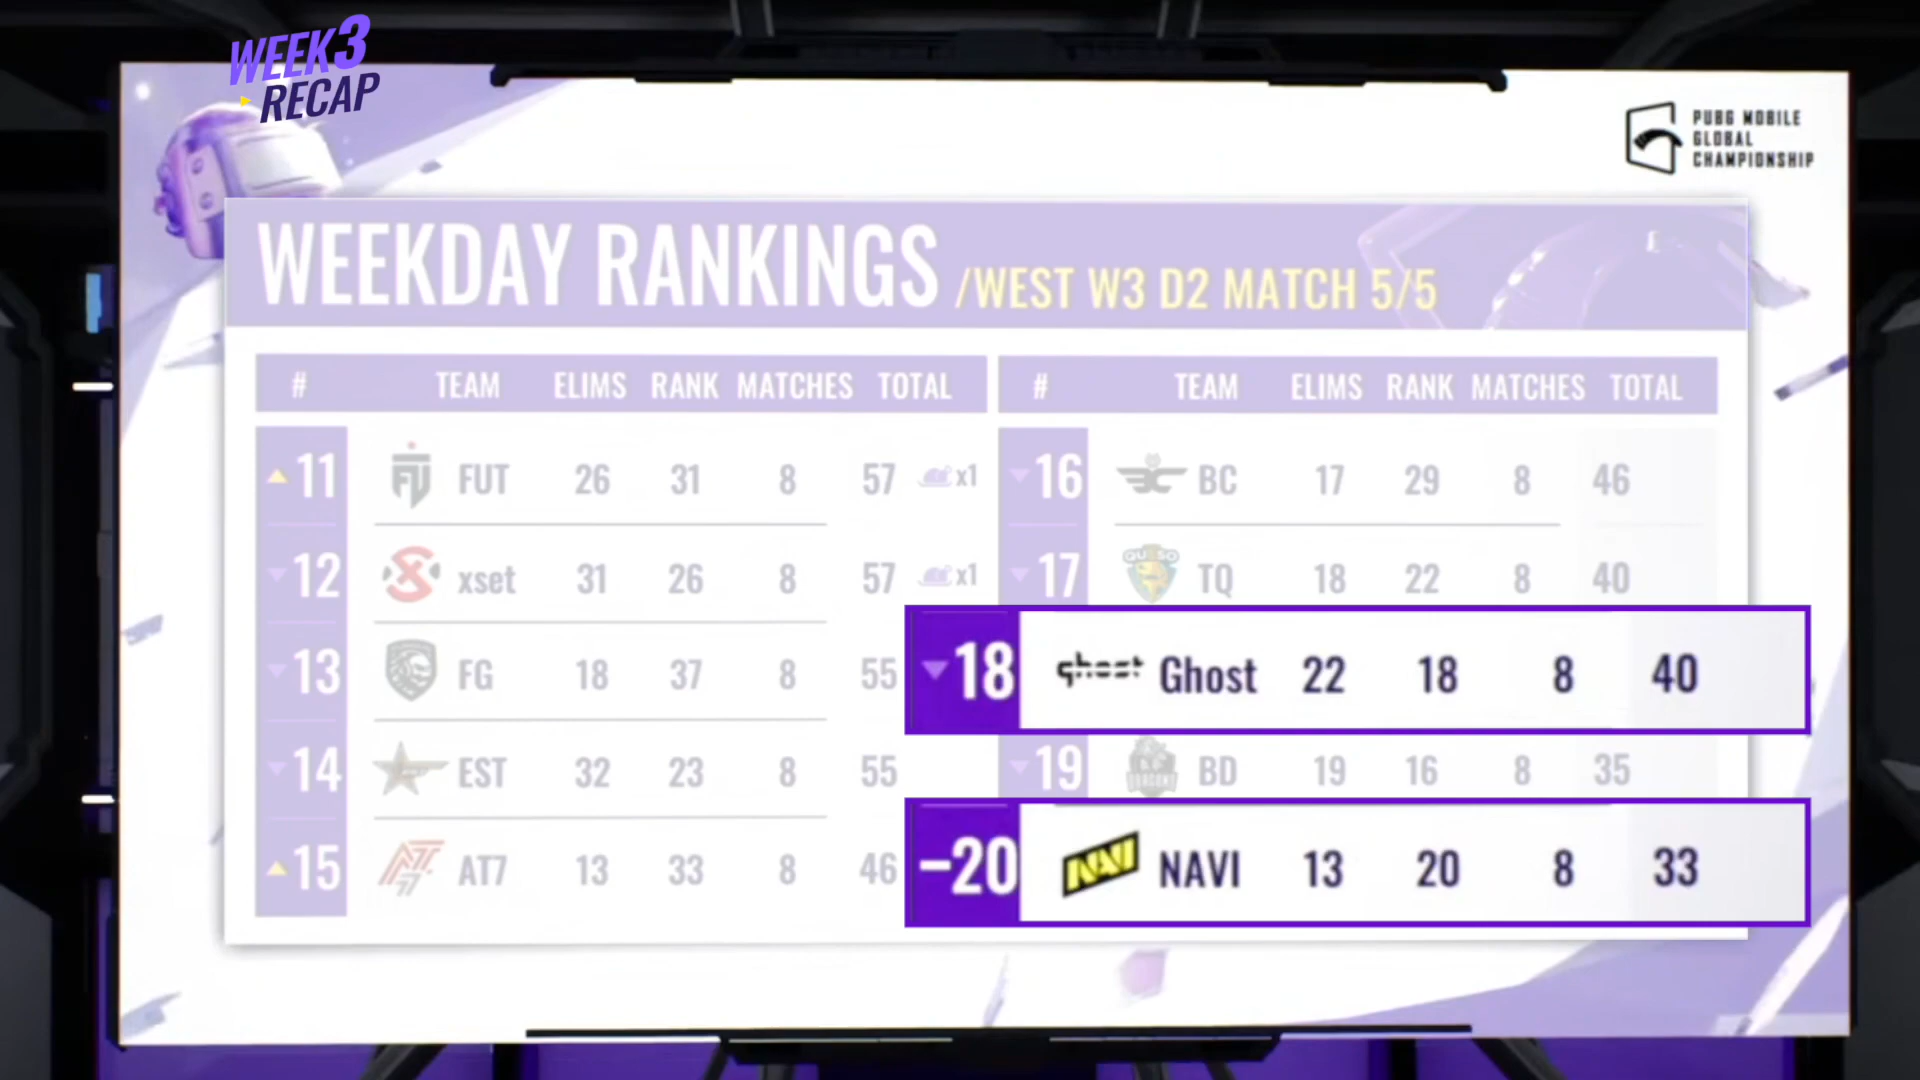 WEEK3
RECAP
PUBG MOBILE
GLOBAL
CHAMPIONSHIP
WEEKDAY RANKINGS /WEST W3 D2 MATCH 5/5
# TEAM ELIMS RANK MATCHES TOTAL
11 FUT 26 31 8 57 x1
12 xset 31 26 8 57 x1
13 FG 18 37 8 55
14 EST 32 23 8 55
15 AT7 13 33 8 46
# TEAM ELIMS RANK MATCHES TOTAL
16 BC 17 29 8 46
17 QUESO TQ 18 22 8 40
18 ghost Ghost 22 18 8 40
19 BD 19 16 8 35
-20 NAVI NAVI 13 20 8 33